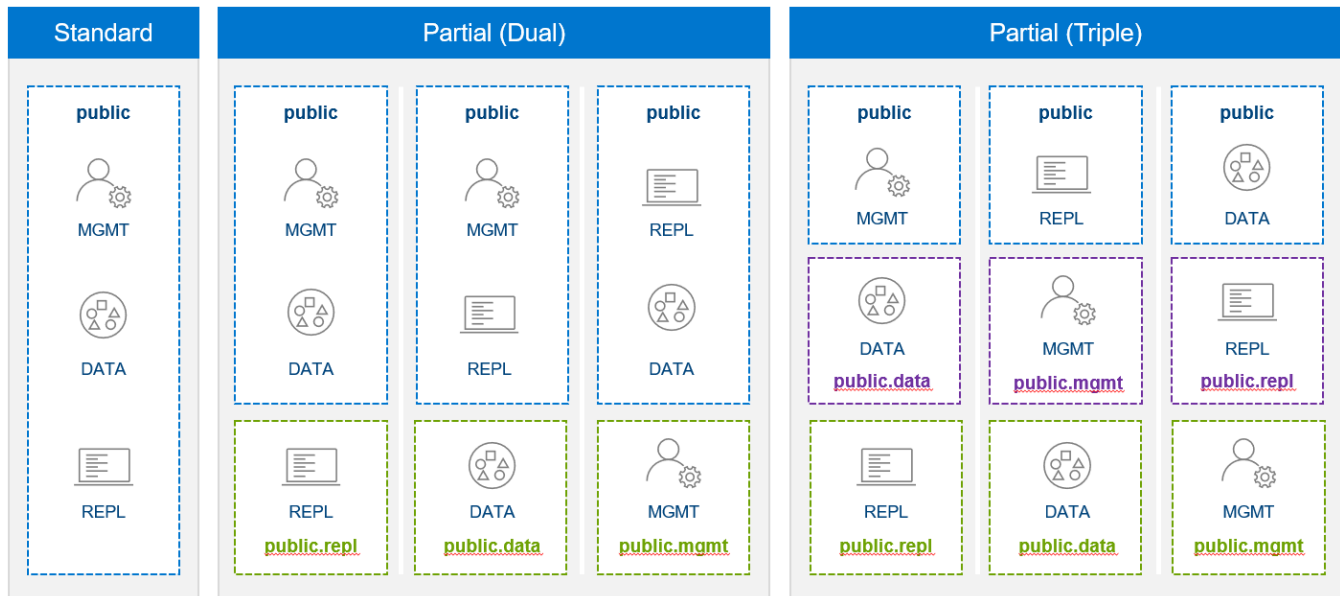 Standard
public
MGMT
DATA
REPL
Partial (Dual)
public
MGMT
DATA
REPL
public.repl
public
MGMT
REPL
DATA
public.data
public
REPL
DATA
MGMT
public.mgmt
Partial (Triple)
public
MGMT
DATA
public.data
REPL
public.repl
public
REPL
MGMT
public.mgmt
DATA
public.data
public
DATA
REPL
public.repl
MGMT
public.mgmt